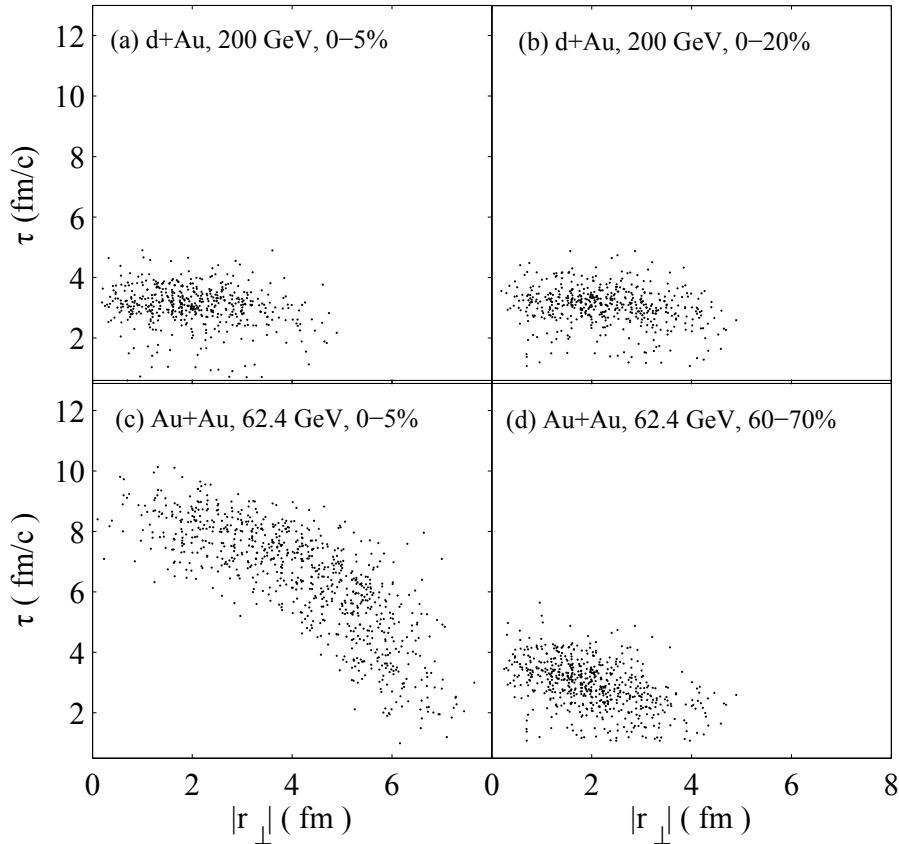 (a) d+Au, 200 GeV, 0−5%
(b) d+Au, 200 GeV, 0−20%
12
10
8
6
4
2
τ (fm/c)
(c) Au+Au, 62.4 GeV, 0−5%
(d) Au+Au, 62.4 GeV, 60−70%
12
10
8
6
4
2
τ ( fm/c)
0 2 4 6 0 2 4 6 8
|r⊥| ( fm )
|r⊥| ( fm )